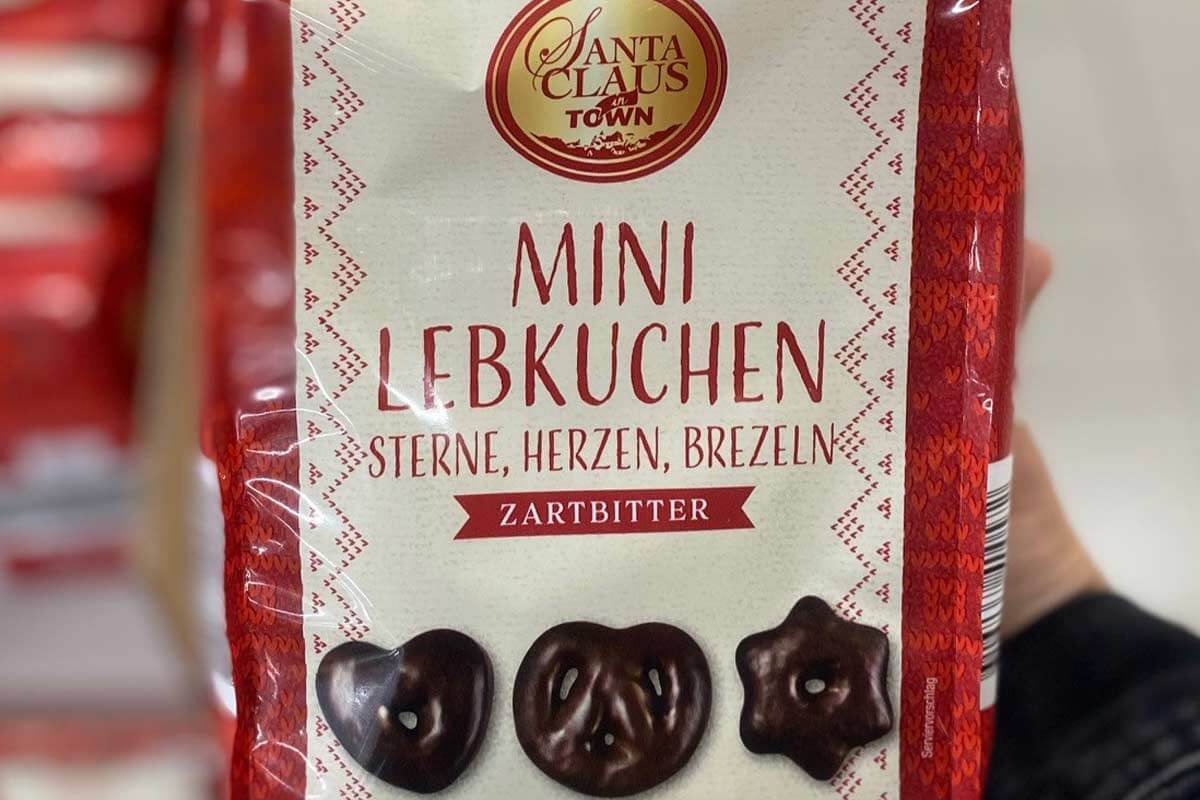 SANTA
CLAUS
in
TOWN
MINI
LEBKUCHEN
STERNE, HERZEN, BREZELN
ZARTBITTER
Serviervorschlag